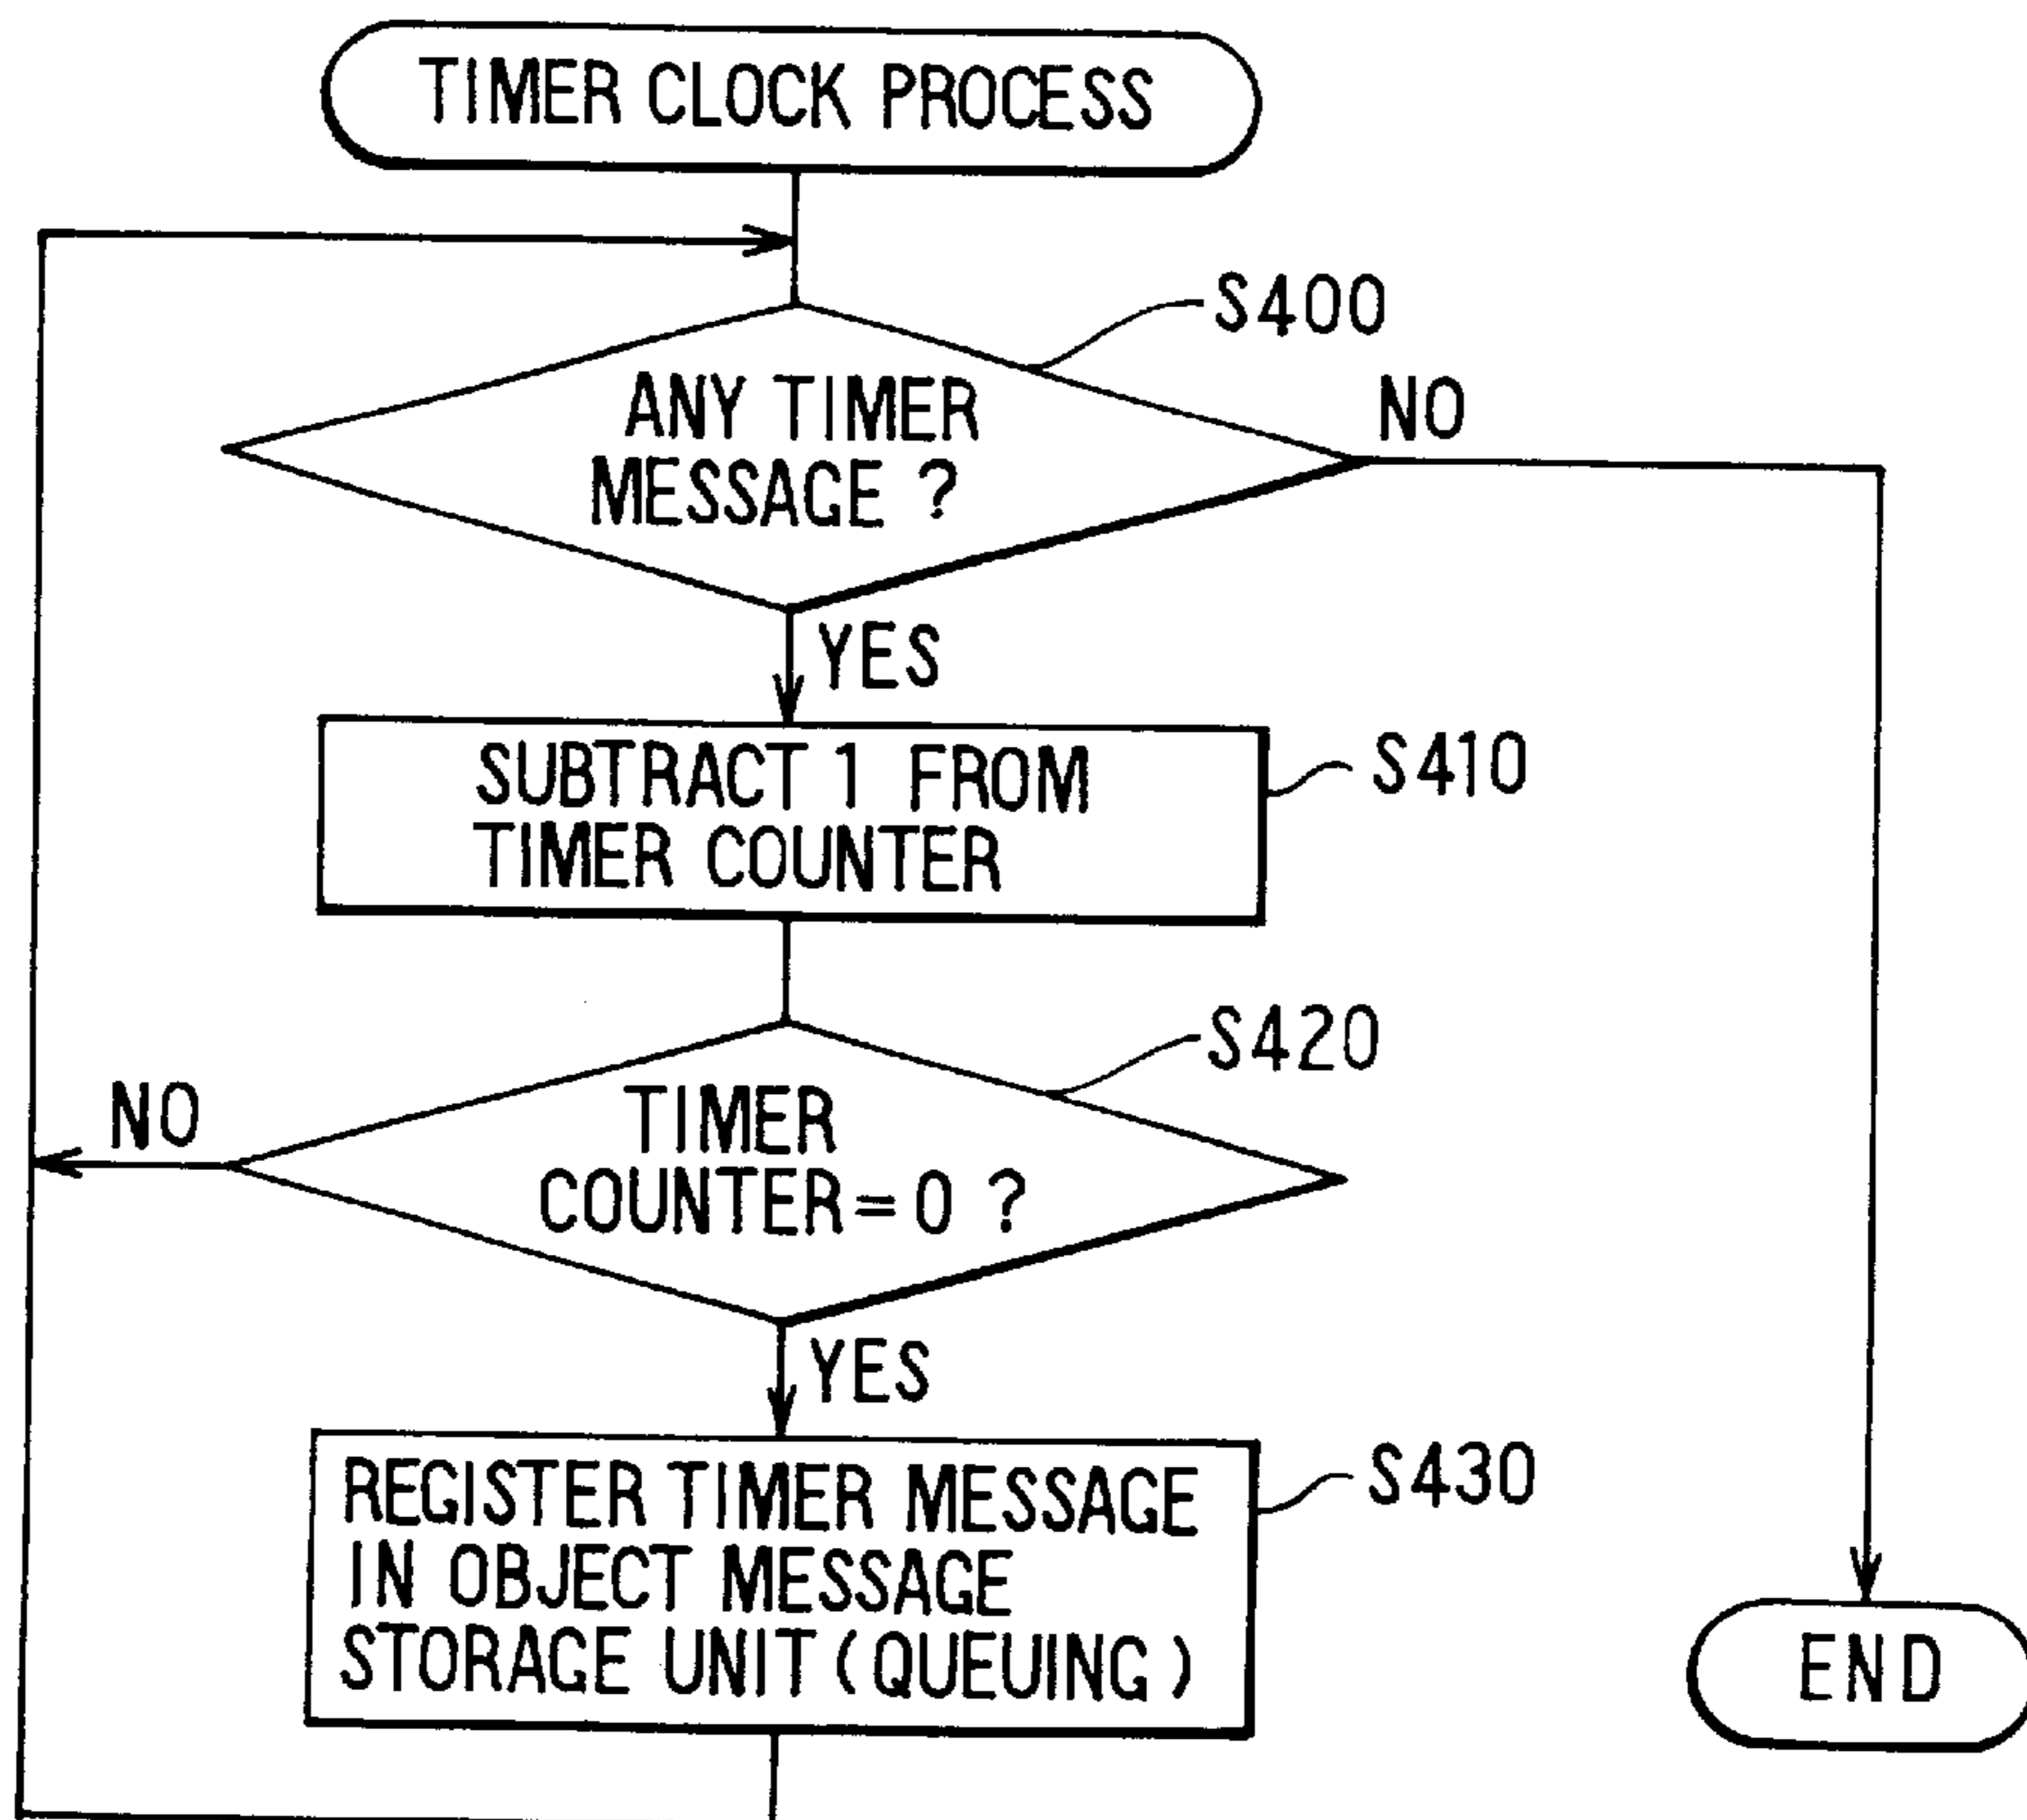 TIMER CLOCK PROCESS
S400
ANY TIMER
MESSAGE ?
NO
YES
SUBTRACT 1 FROM
TIMER COUNTER
S410
S420
NO
TIMER
COUNTER=0 ?
YES
REGISTER TIMER MESSAGE
IN OBJECT MESSAGE
STORAGE UNIT (QUEUING)
S430
END